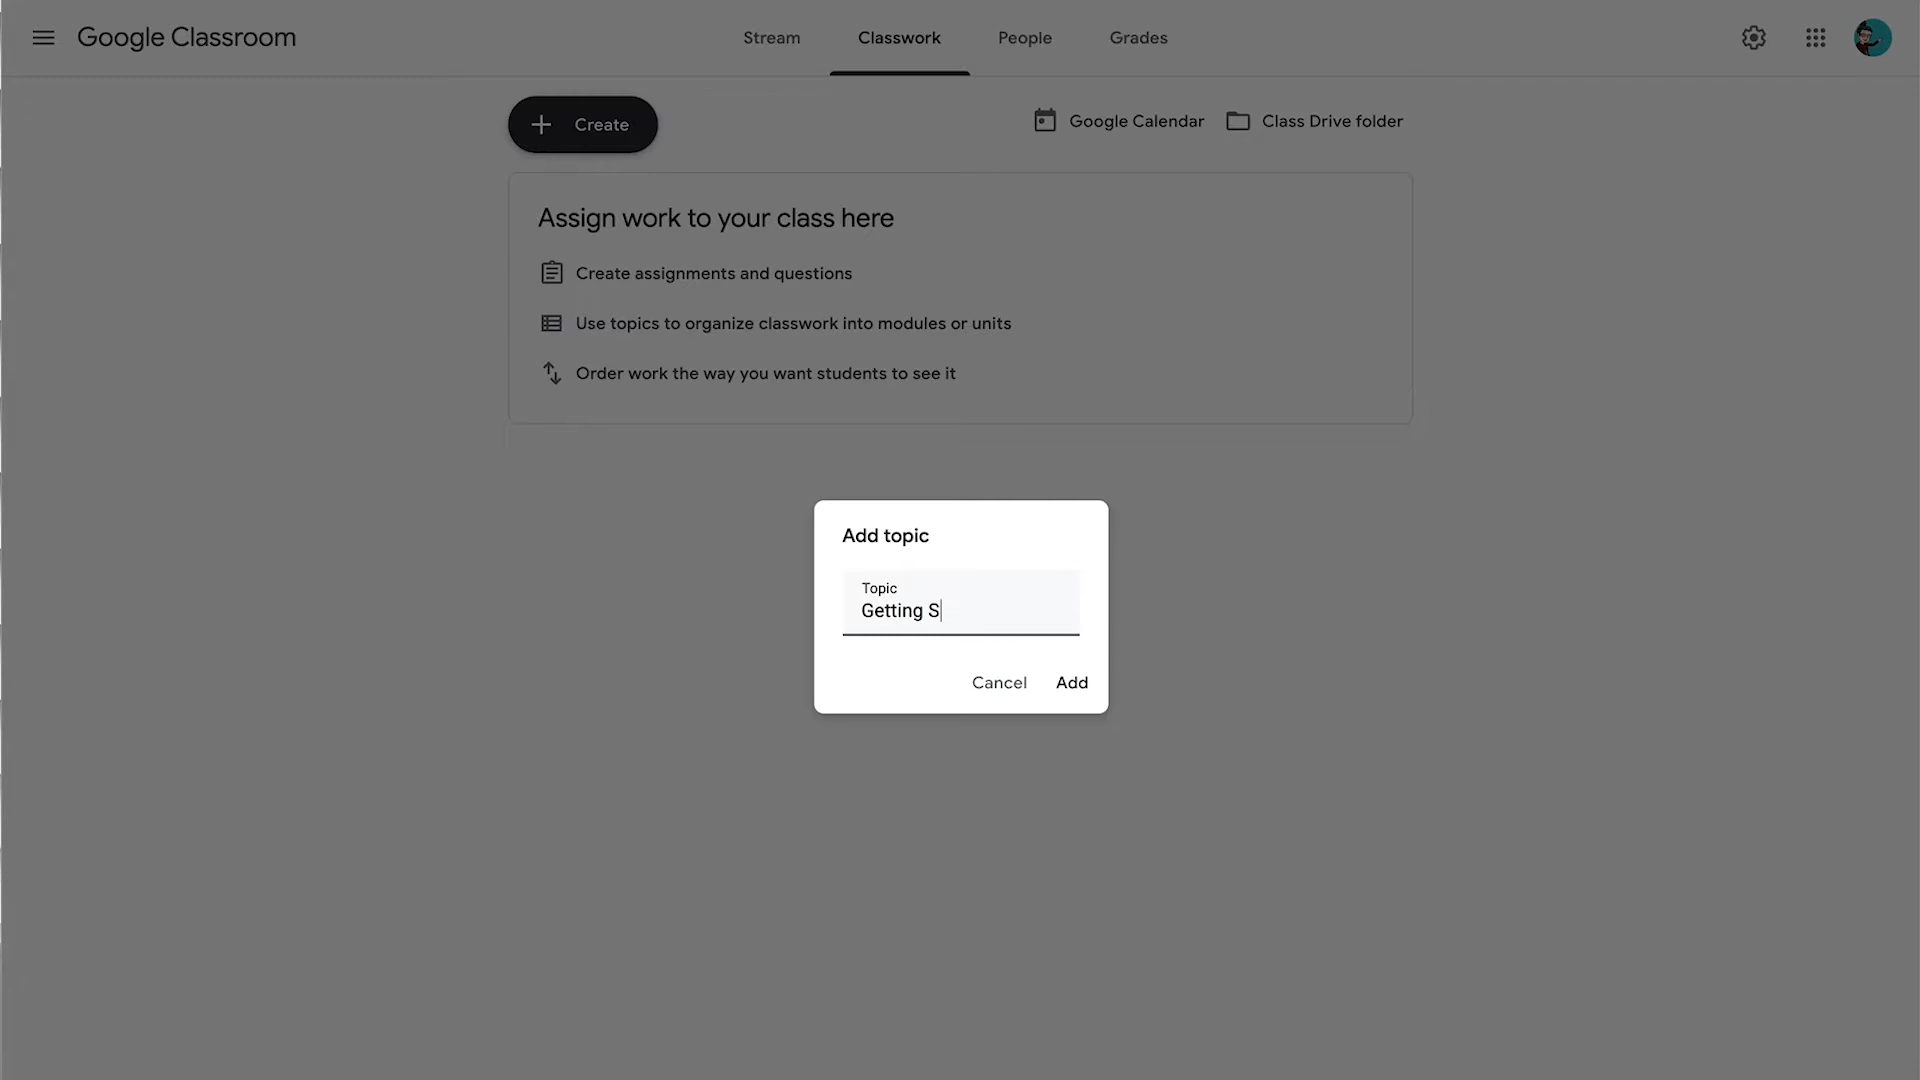 Google Classroom
Stream
Classwork
People
Grades
Create
Google Calendar
Class Drive folder
Assign work to your class here
Create assignments and questions
Use topics to organize classwork into modules or units
Order work the way you want students to see it
Add topic
Topic
Getting S
Cancel
Add